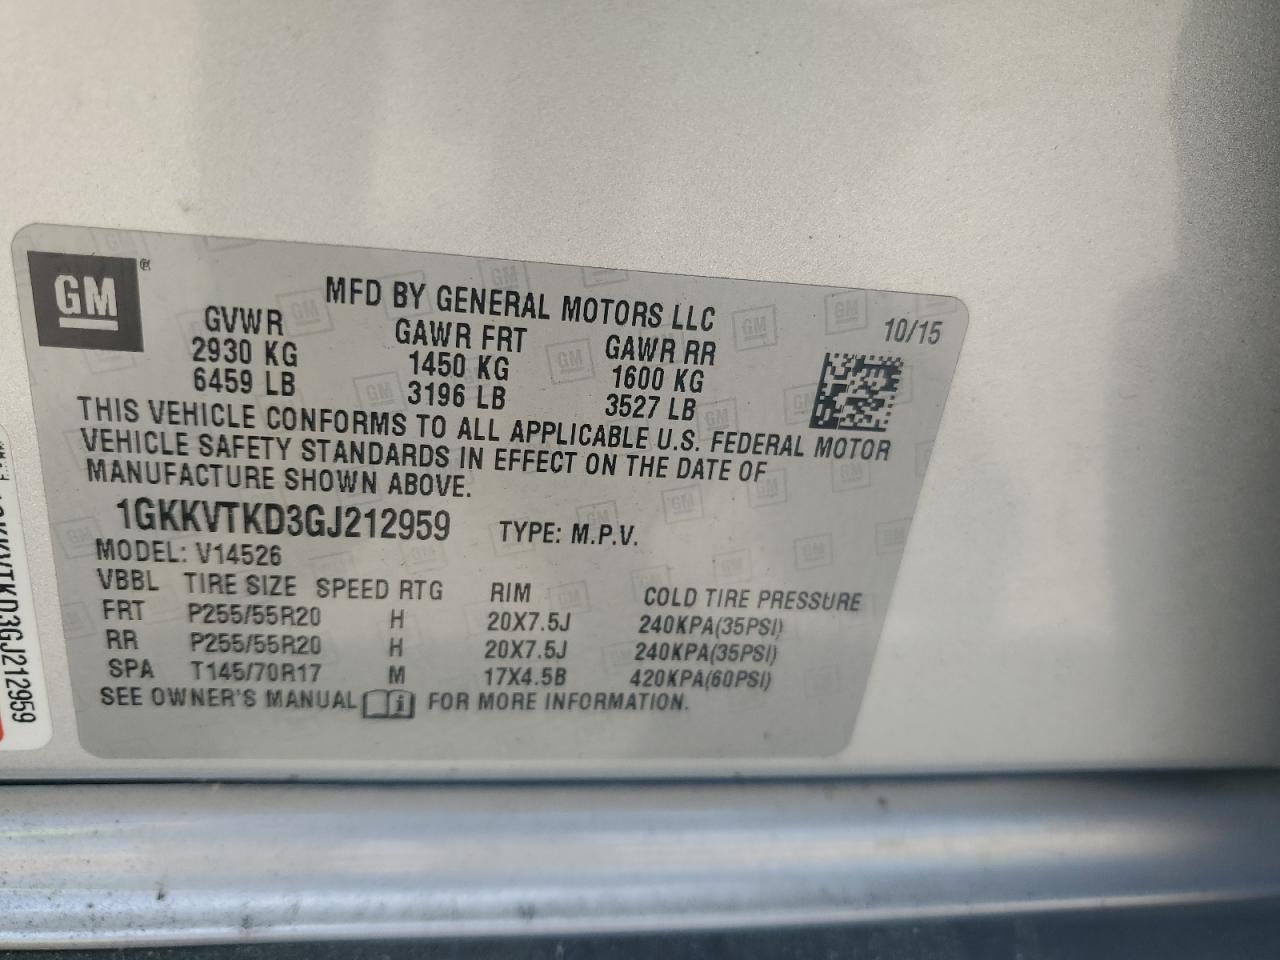 GM ®
MFD BY GENERAL MOTORS LLC
10/15
GVWR GAWR FRT GAWR RR
2930 KG 1450 KG 1600 KG
6459 LB 3196 LB 3527 LB
THIS VEHICLE CONFORMS TO ALL APPLICABLE U.S. FEDERAL MOTOR
VEHICLE SAFETY STANDARDS IN EFFECT ON THE DATE OF
MANUFACTURE SHOWN ABOVE.
1GKKVTKD3GJ212959 TYPE: M.P.V.
MODEL: V14526
VBBL TIRE SIZE SPEED RTG RIM COLD TIRE PRESSURE
FRT P255/55R20 H 20X7.5J 240KPA(35PSI)
RR P255/55R20 H 20X7.5J 240KPA(35PSI)
SPA T145/70R17 M 17X4.5B 420KPA(60PSI)
SEE OWNER'S MANUAL i FOR MORE INFORMATION.
KKVTKD3GJ212959